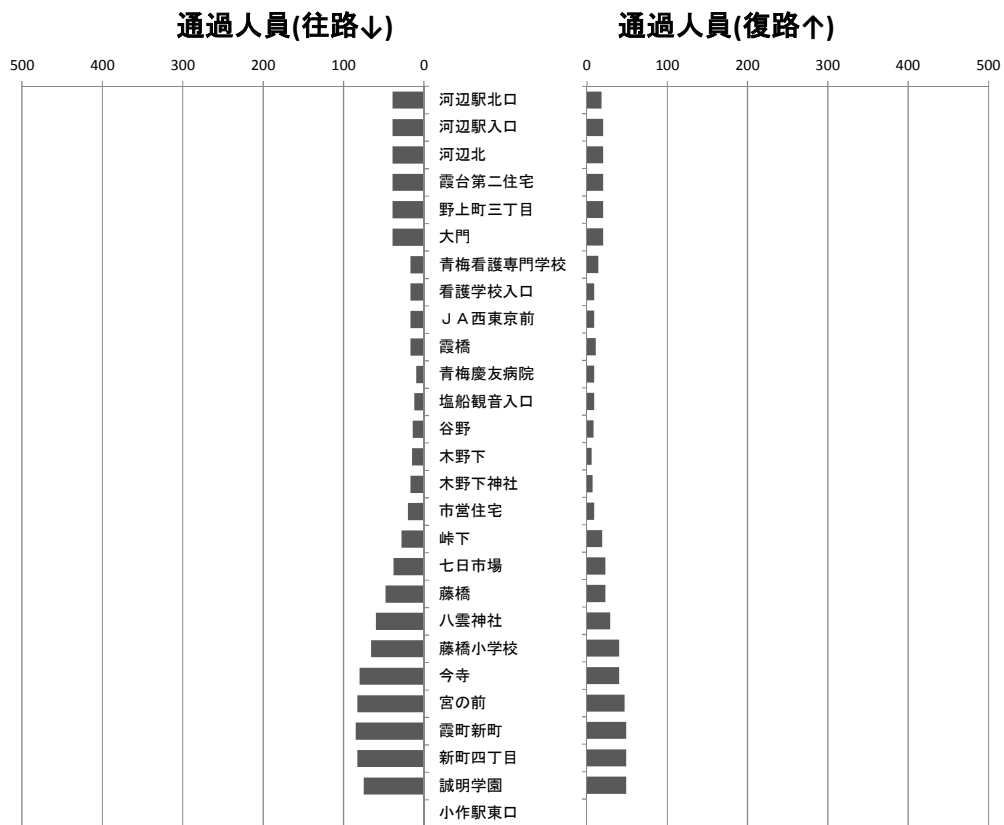 通過人員(往路↓) 通過人員(復路↑)
500 400 300 200 100 0 0 100 200 300 400 500
河辺駅北口
河辺駅入口
河辺北
霞台第二住宅
野上町三丁目
大門
青梅看護専門学校
看護学校入口
ＪＡ西東京前
霞橋
青梅慶友病院
塩船観音入口
谷野
木野下
木野下神社
市営住宅
峠下
七日市場
藤橋
八雲神社
藤橋小学校
今寺
宮の前
霞町新町
新町四丁目
誠明学園
小作駅東口